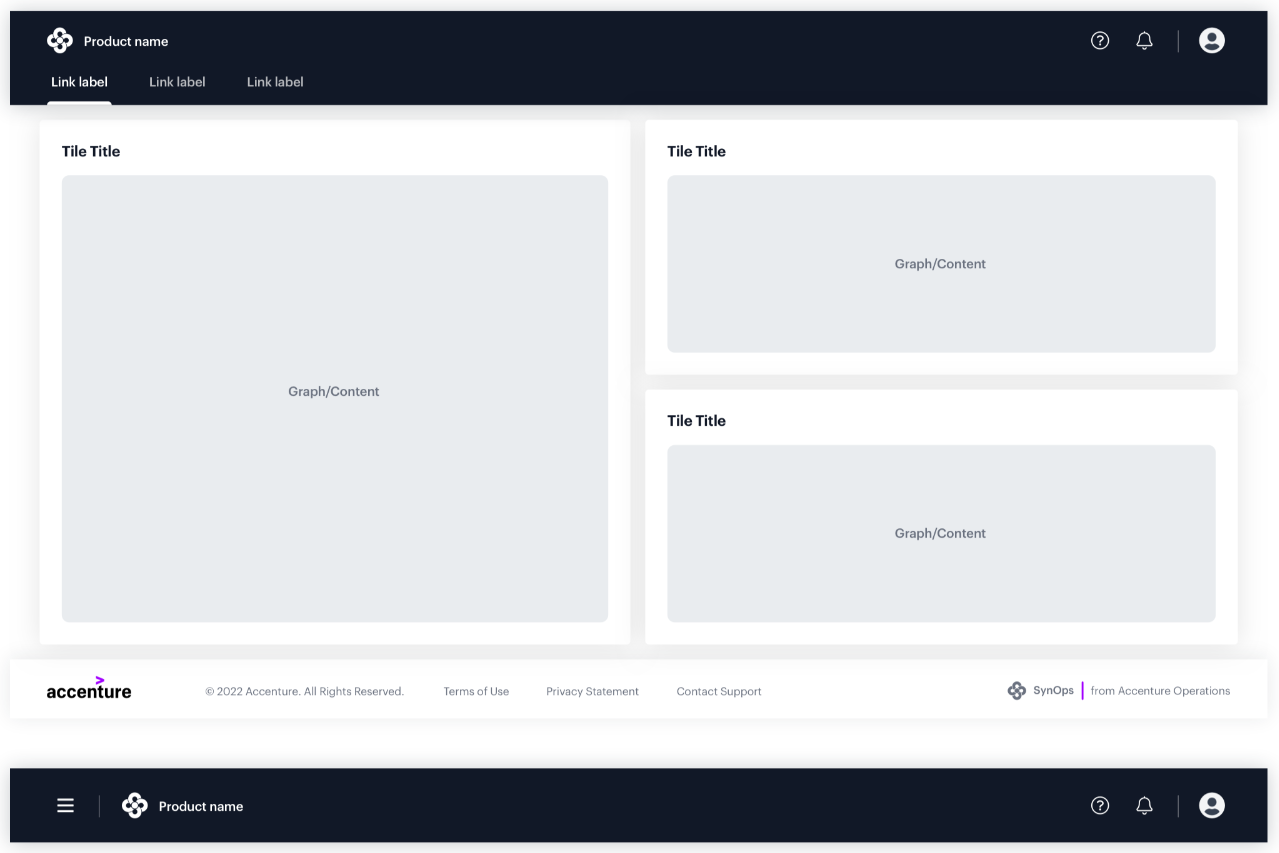 Product name
Link label Link label Link label
Tile Title
Graph/Content
Tile Title
Graph/Content
Tile Title
Graph/Content
accenture © 2022 Accenture. All Rights Reserved. Terms of Use Privacy Statement Contact Support SynOps from Accenture Operations
Product name